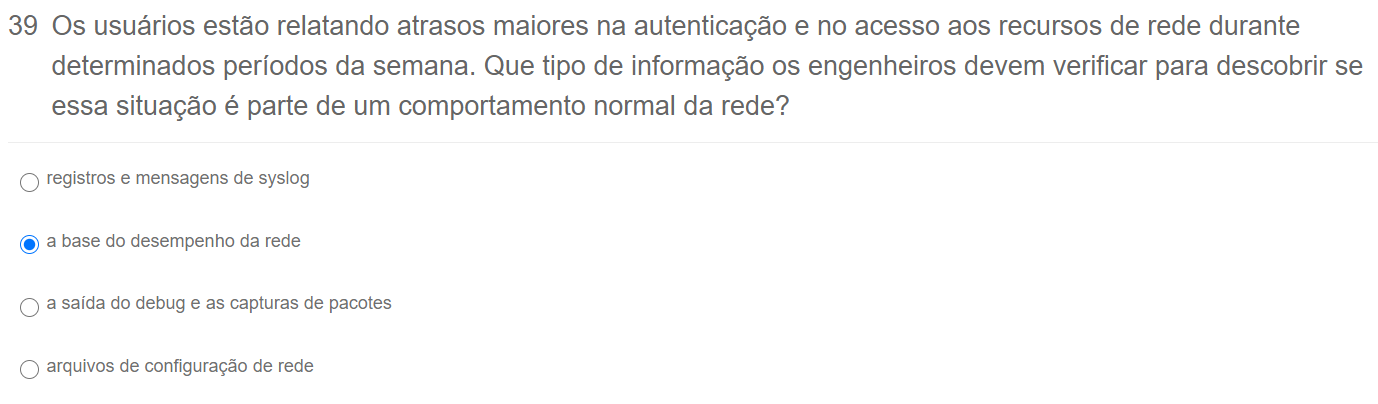 39 Os usuários estão relatando atrasos maiores na autenticação e no acesso aos recursos de rede durante
determinados períodos da semana. Que tipo de informação os engenheiros devem verificar para descobrir se
essa situação é parte de um comportamento normal da rede?
registros e mensagens de syslog
a base do desempenho da rede
a saída do debug e as capturas de pacotes
arquivos de configuração de rede